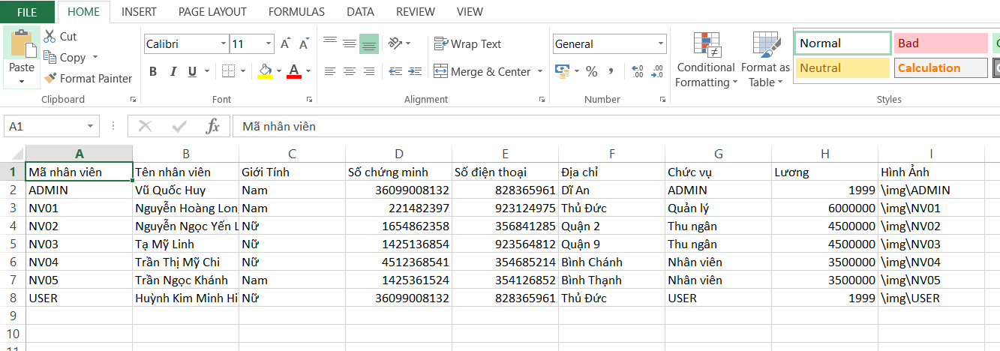 FILE HOME INSERT PAGE LAYOUT FORMULAS DATA REVIEW VIEW
Paste
Cut
Copy
Format Painter
Clipboard
Calibri 11 A A
B I U A
Font
Wrap Text
Merge & Center
Alignment
General
% , .00 .0
Number
Conditional Formatting
Format as Table
Normal Bad
Neutral Calculation
Styles
A1 fx Mã nhân viên
A B C D E F G H I
1 Mã nhân viên Tên nhân viên Giới Tính Số chứng minh Số điện thoại Địa chỉ Chức vụ Lương Hình Ảnh
2 ADMIN Vũ Quốc Huy Nam 36099008132 828365961 Dĩ An ADMIN 1999 \img\ADMIN
3 NV01 Nguyễn Hoàng Lon Nam 221482397 923124975 Thủ Đức Quản lý 6000000 \img\NV01
4 NV02 Nguyễn Ngọc Yến L Nữ 1654862358 356841285 Quận 2 Thu ngân 4500000 \img\NV02
5 NV03 Tạ Mỹ Linh Nữ 1425136854 923564812 Quận 9 Thu ngân 4500000 \img\NV03
6 NV04 Trần Thị Mỹ Chi Nữ 4512368541 354685214 Bình Chánh Nhân viên 3500000 \img\NV04
7 NV05 Trần Ngọc Khánh Nam 1425361524 354126852 Bình Thạnh Nhân viên 3500000 \img\NV05
8 USER Huỳnh Kim Minh Hi Nữ 36099008132 828365961 Thủ Đức USER 1999 \img\USER
9
10